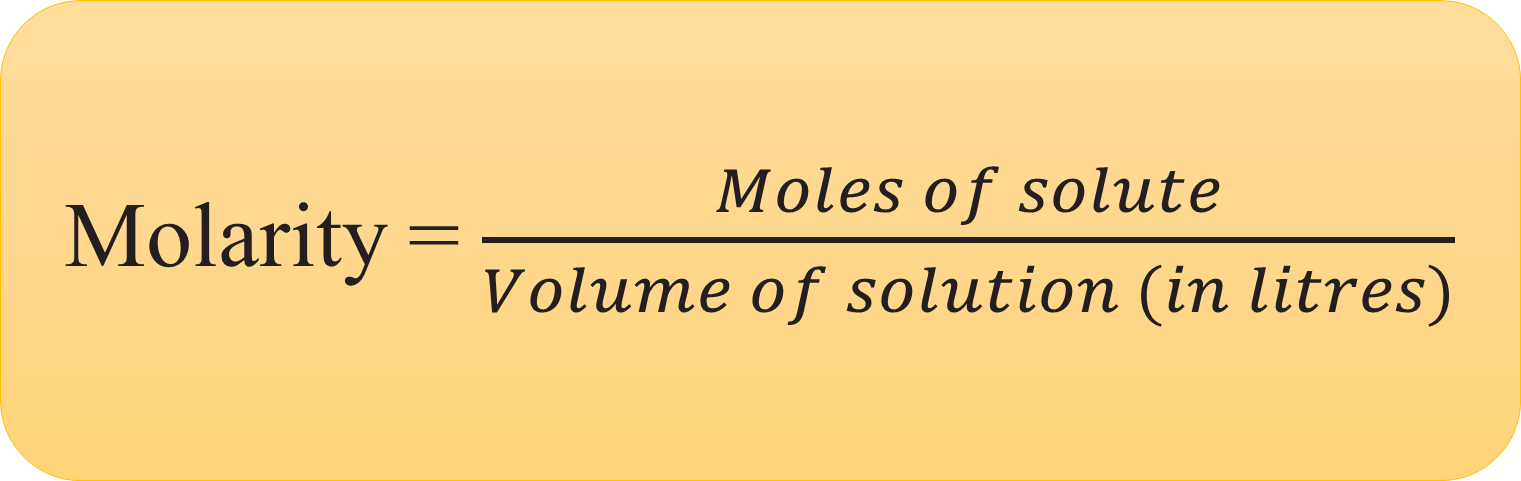 Molarity = Moles of solute
Volume of solution (in litres)